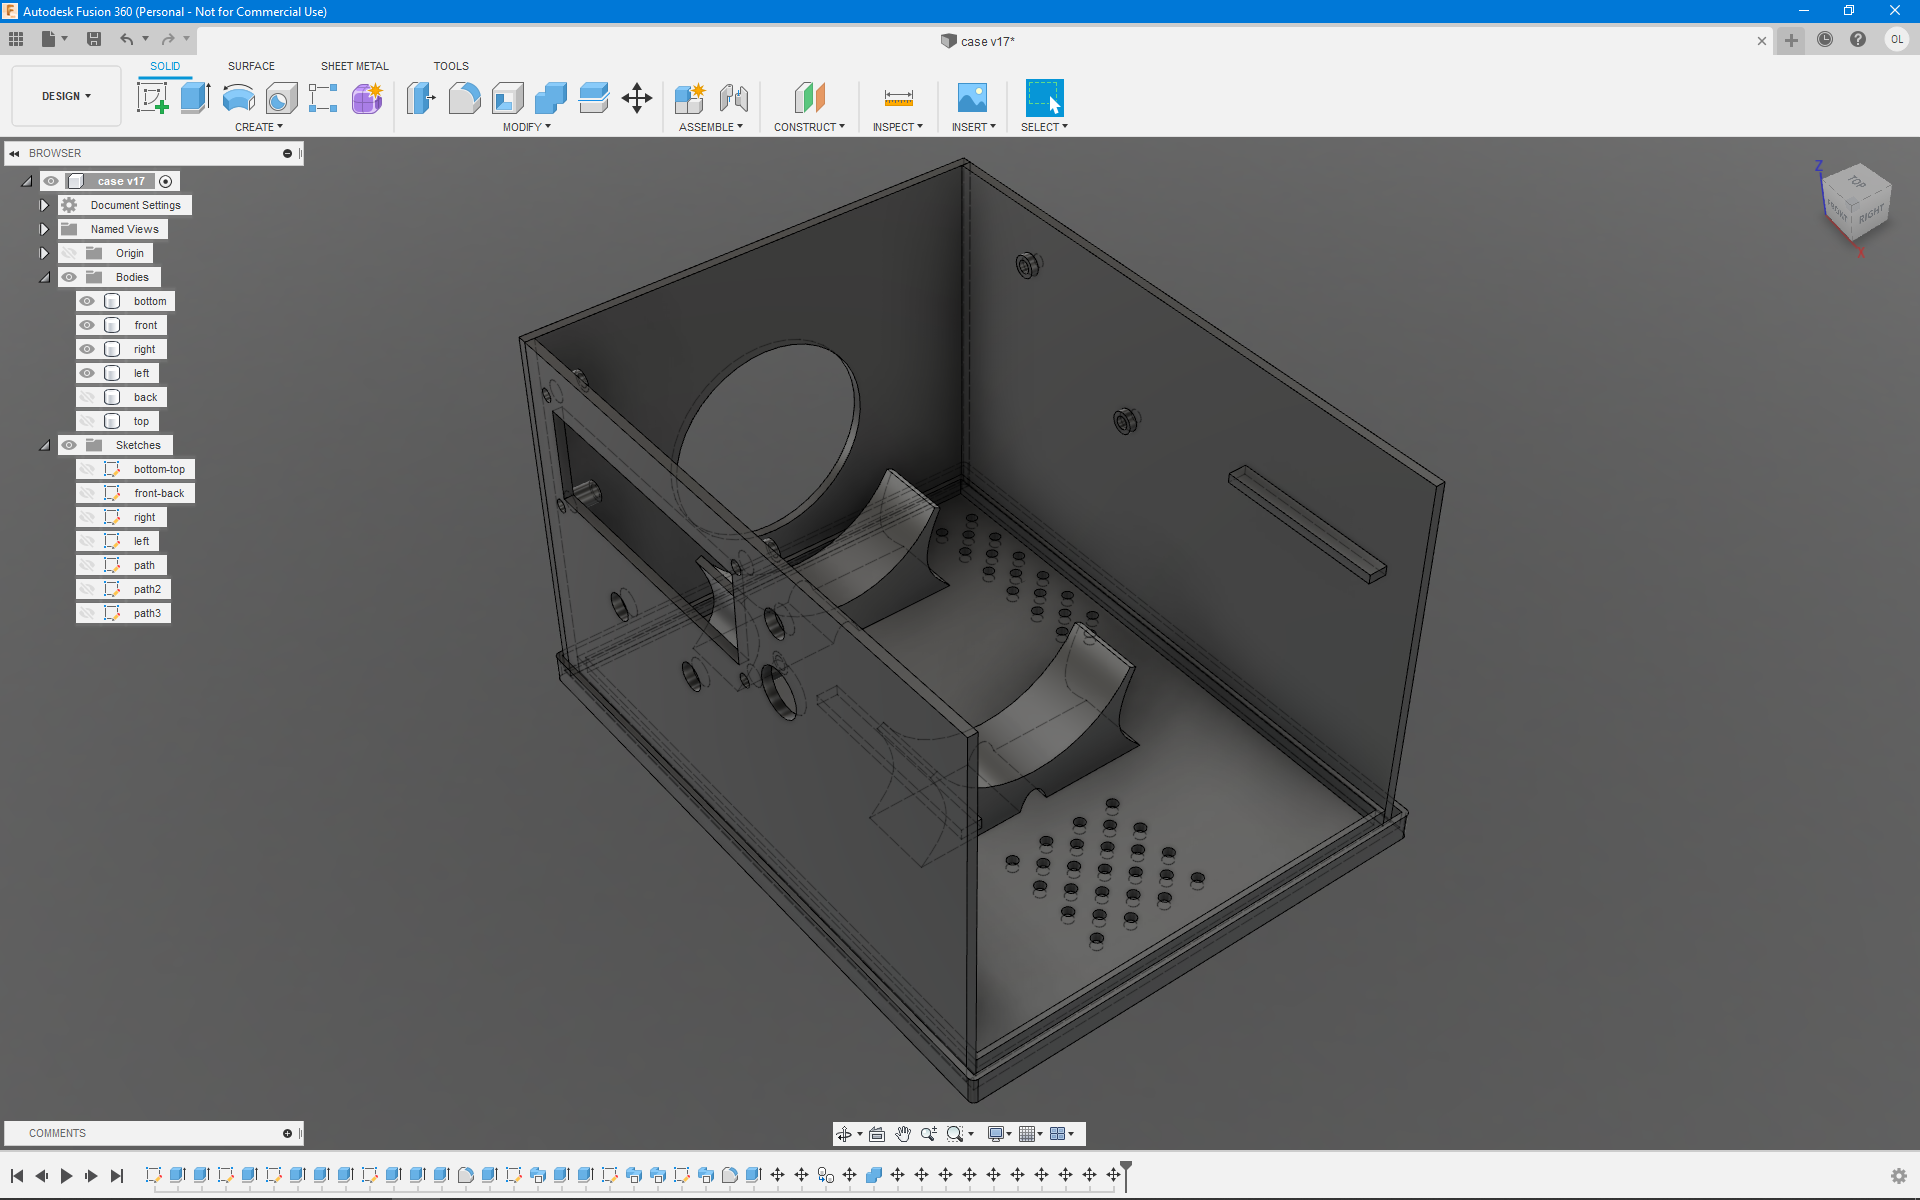 Autodesk Fusion 360 (Personal - Not for Commercial Use)
case v17*
OL
DESIGN
SOLID SURFACE SHEET METAL TOOLS
CREATE MODIFY ASSEMBLE CONSTRUCT INSPECT INSERT SELECT
BROWSER
case v17
Document Settings
Named Views
Origin
Bodies
bottom
front
right
left
back
top
Sketches
bottom-top
front-back
right
left
path
path2
path3
Z
TOP
FRONT
RIGHT
X
COMMENTS